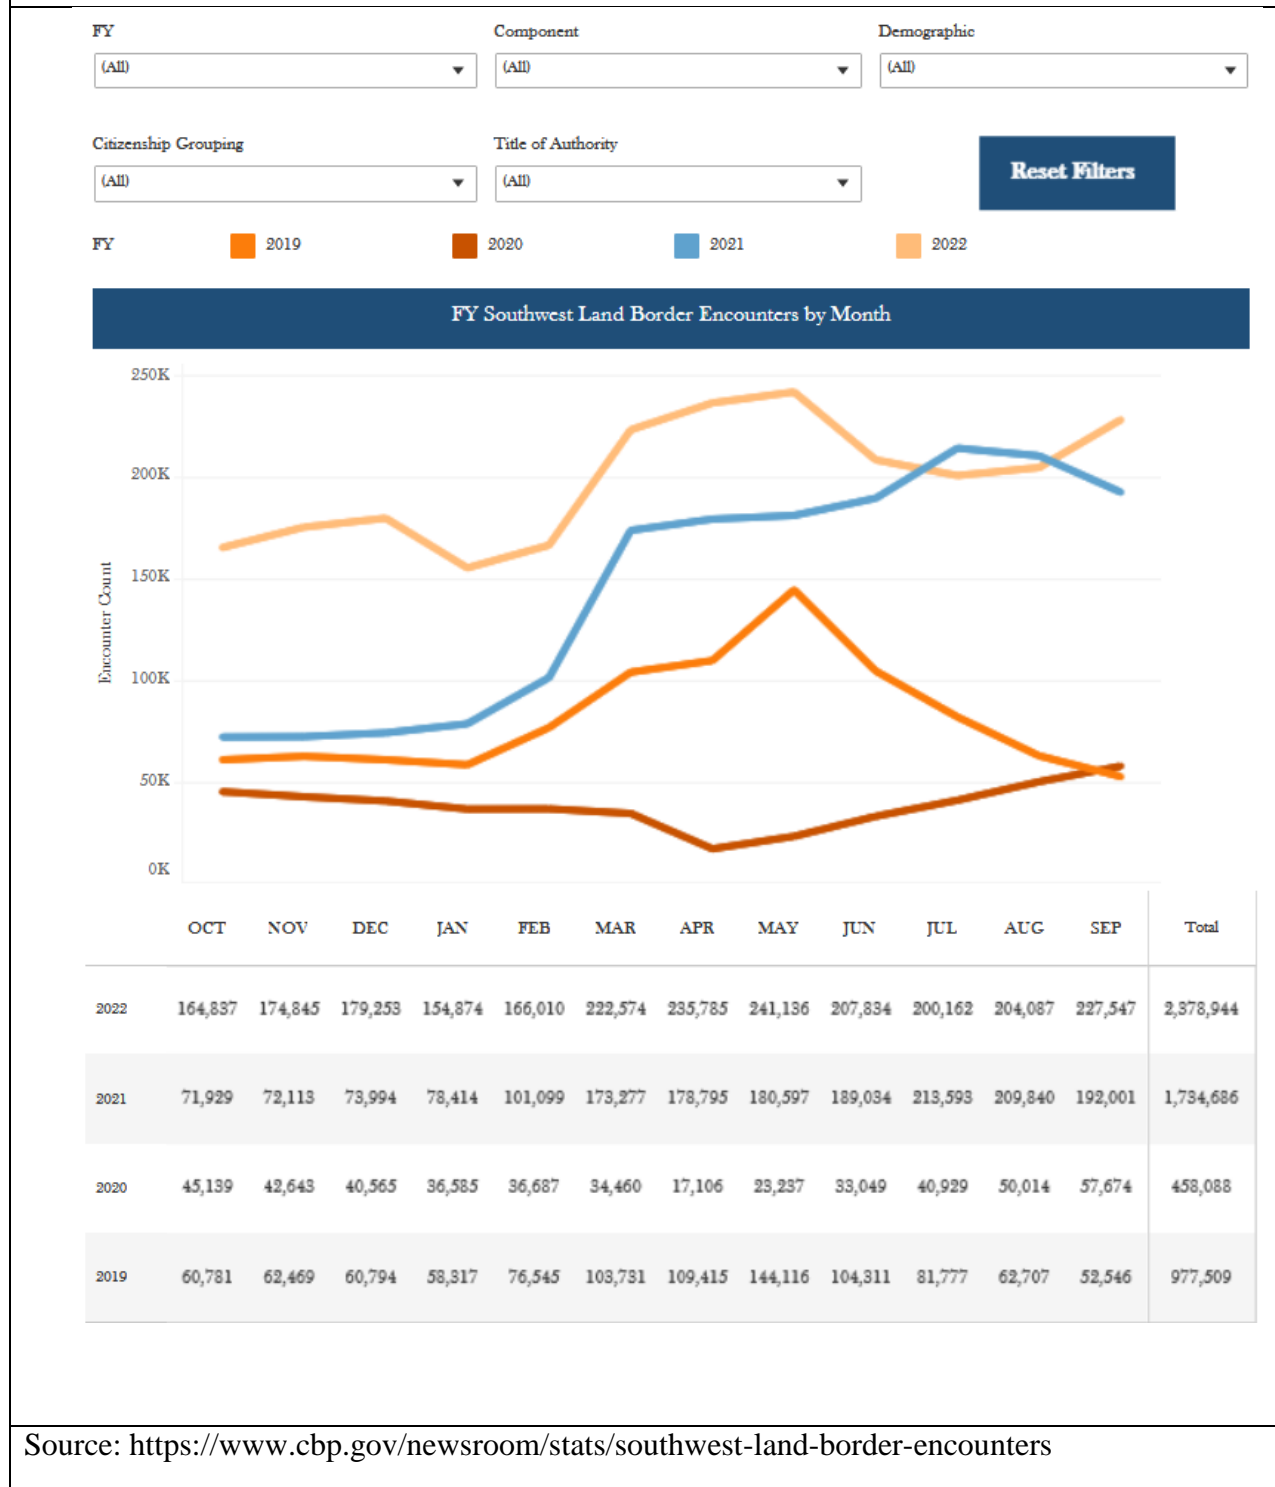 FY Component Demographic
(All) (All) (All)
Citizenship Grouping Title of Authority
(All) (All) Reset Filters
FY 2019 2020 2021 2022
FY Southwest Land Border Encounters by Month
250K
200K
150K
100K
50K
0K
Encounter Count
OCT NOV DEC JAN FEB MAR APR MAY JUN JUL AUG SEP Total
2022 164,837 174,845 179,253 154,874 166,010 222,574 235,785 241,136 207,834 200,162 204,087 227,547 2,378,944
2021 71,929 72,113 73,994 78,414 101,099 173,277 178,795 180,597 189,034 213,593 209,840 192,001 1,734,686
2020 45,139 42,643 40,565 36,585 36,687 34,460 17,106 23,237 33,049 40,929 50,014 57,674 458,088
2019 60,781 62,469 60,794 58,317 76,545 103,731 109,415 144,116 104,311 81,777 62,707 52,546 977,509
Source: https://www.cbp.gov/newsroom/stats/southwest-land-border-encounters